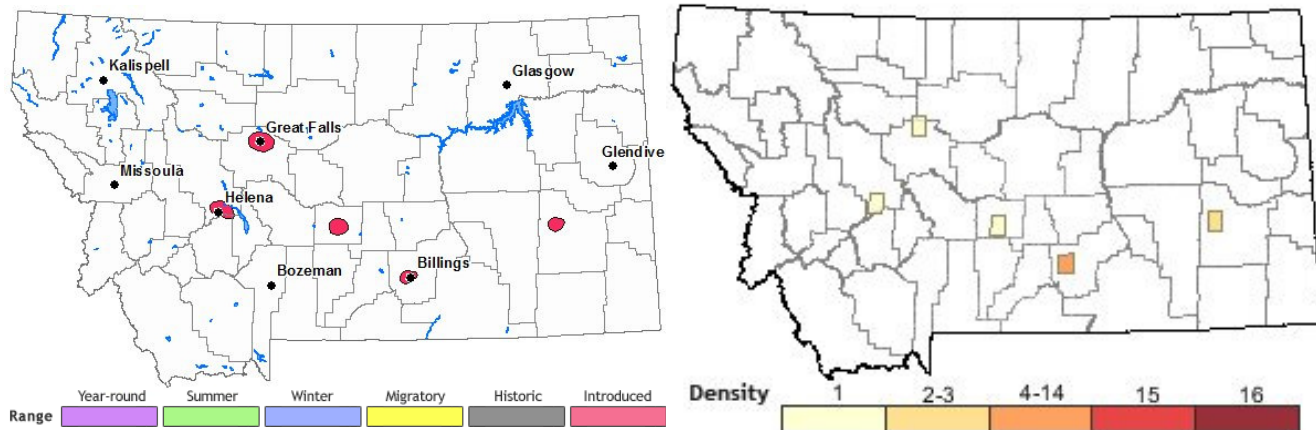 Kalispell
Glasgow
Great Falls
Glendive
Missoula
Helena
Bozeman
Billings
Year-round Summer Winter Migratory Historic Introduced
Range
Density 1 2-3 4-14 15 16